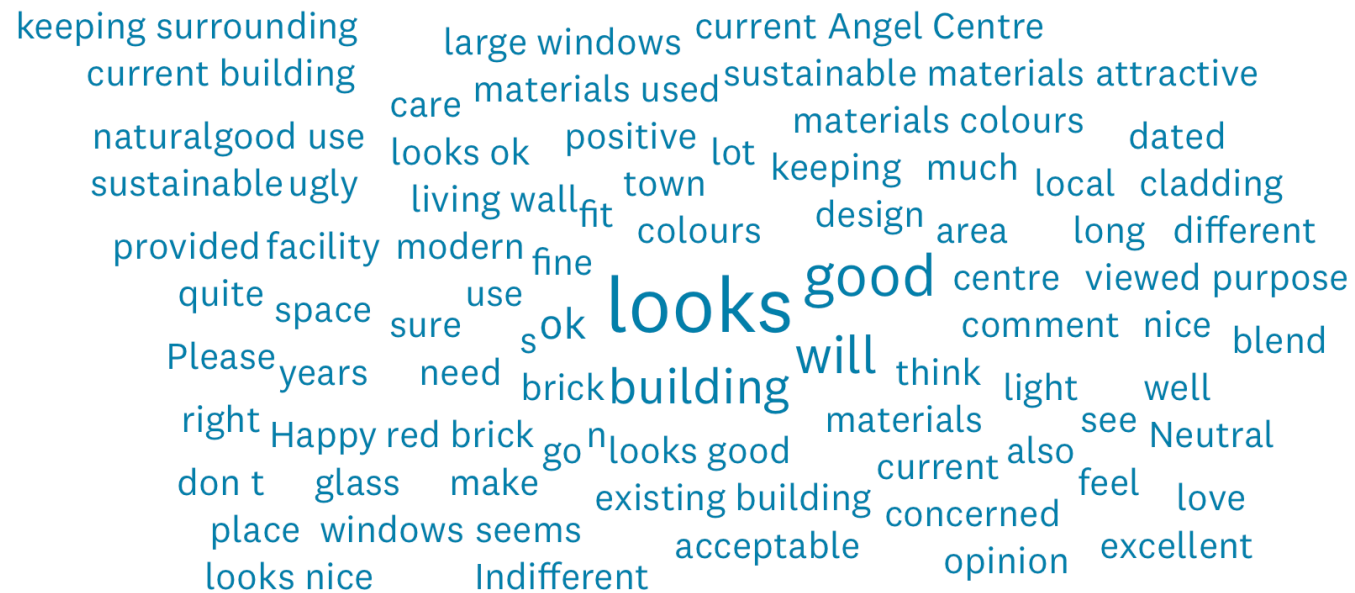 keeping surrounding
large windows
current Angel Centre
current building
care
materials used
sustainable materials
attractive
natural
good use
looks ok
positive
lot
materials colours
dated
sustainable
ugly
living wall
fit
town
keeping
much
local
cladding
provided
facility
modern
fine
colours
design
area
long
different
quite
space
use
sure
s
ok
looks
good
centre
viewed
purpose
Please
years
need
brick
building
will
think
comment
nice
blend
right
Happy
red brick
go
n
looks good
materials
light
well
see
Neutral
don t
glass
make
existing building
current
also
feel
love
place
windows
seems
acceptable
concerned
opinion
excellent
looks nice
Indifferent